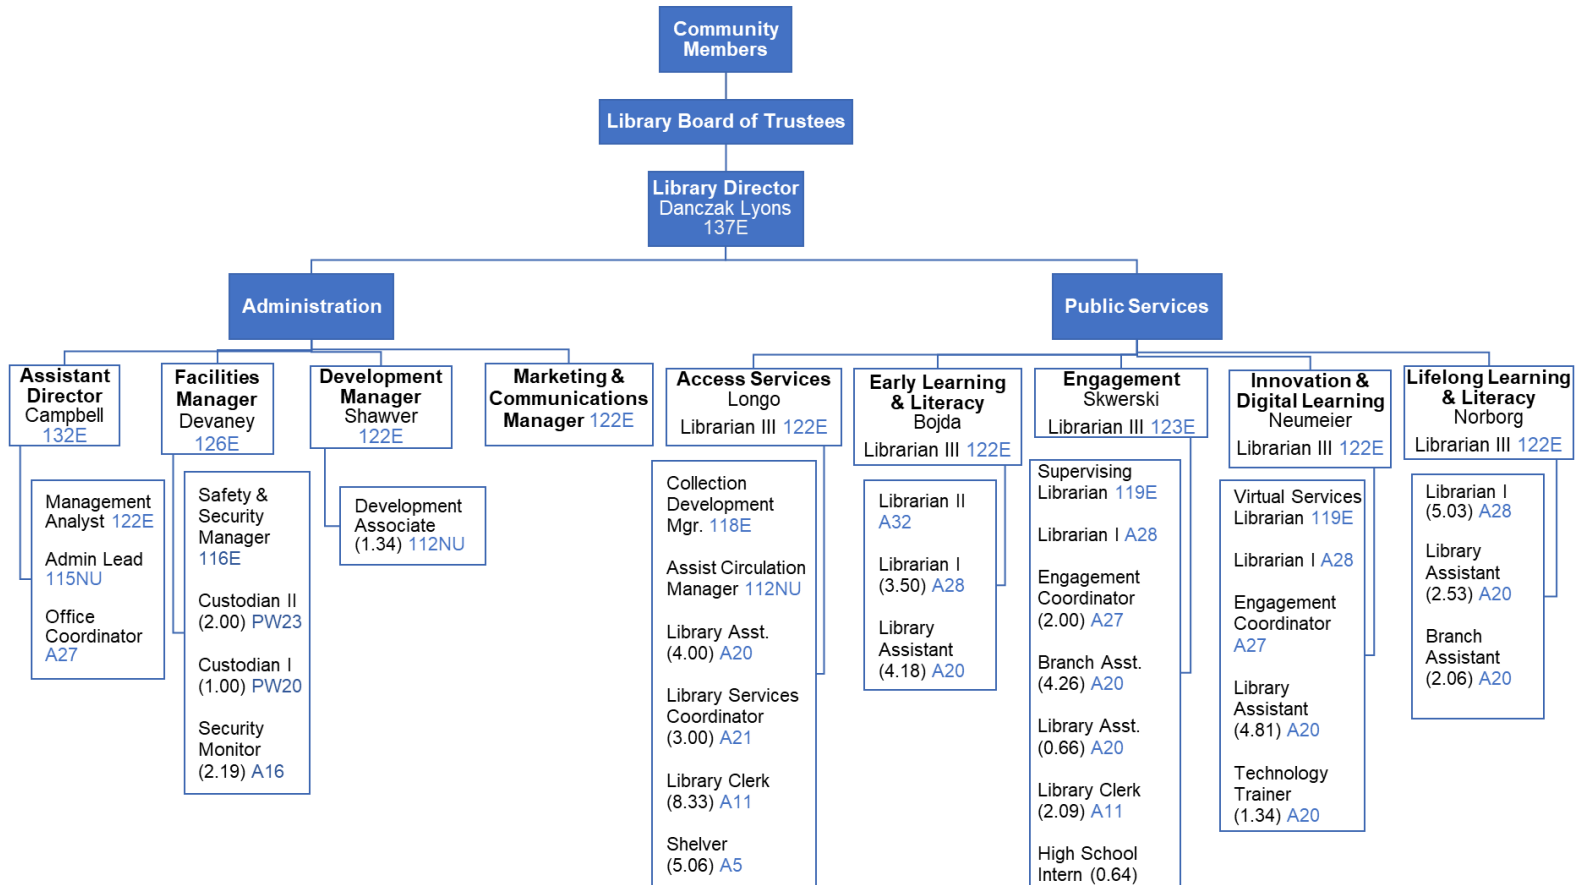 Community
Members
Library Board of Trustees
Library Director
Danczak Lyons
137E
Administration
Public Services
Assistant
Director
Campbell
132E
Management
Analyst 122E
Admin Lead
115NU
Office
Coordinator
A27
Facilities
Manager
Devaney
126E
Safety &
Security
Manager
116E
Custodian II
(2.00) PW23
Custodian I
(1.00) PW20
Security
Monitor
(2.19) A16
Development
Manager
Shawver
122E
Development
Associate
(1.34) 112NU
Marketing &
Communications
Manager 122E
Access Services
Longo
Librarian III 122E
Collection
Development
Mgr. 118E
Assist Circulation
Manager 112NU
Library Asst.
(4.00) A20
Library Services
Coordinator
(3.00) A21
Library Clerk
(8.33) A11
Shelver
(5.06) A5
Early Learning
& Literacy
Bojda
Librarian III 122E
Librarian II
A32
Librarian I
(3.50) A28
Library
Assistant
(4.18) A20
Engagement
Skwerski
Librarian III 123E
Supervising
Librarian 119E
Librarian I A28
Engagement
Coordinator
(2.00) A27
Branch Asst.
(4.26) A20
Library Asst.
(0.66) A20
Library Clerk
(2.09) A11
High School
Intern (0.64)
Innovation &
Digital Learning
Neumeier
Librarian III 122E
Virtual Services
Librarian 119E
Librarian I A28
Engagement
Coordinator
A27
Library
Assistant
(4.81) A20
Technology
Trainer
(1.34) A20
Lifelong Learning
& Literacy
Norborg
Librarian III 122E
Librarian I
(5.03) A28
Library
Assistant
(2.53) A20
Branch
Assistant
(2.06) A20